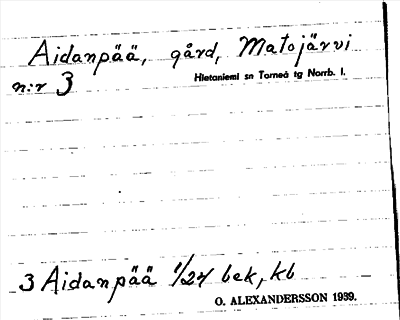 Aidanpää, gård, Matojärvi
n:r 3
Hietaniemi sn Torneå tg Norrb. l.
3 Aidanpää 1/24 bek, kb
O. ALEXANDERSSON 1939.